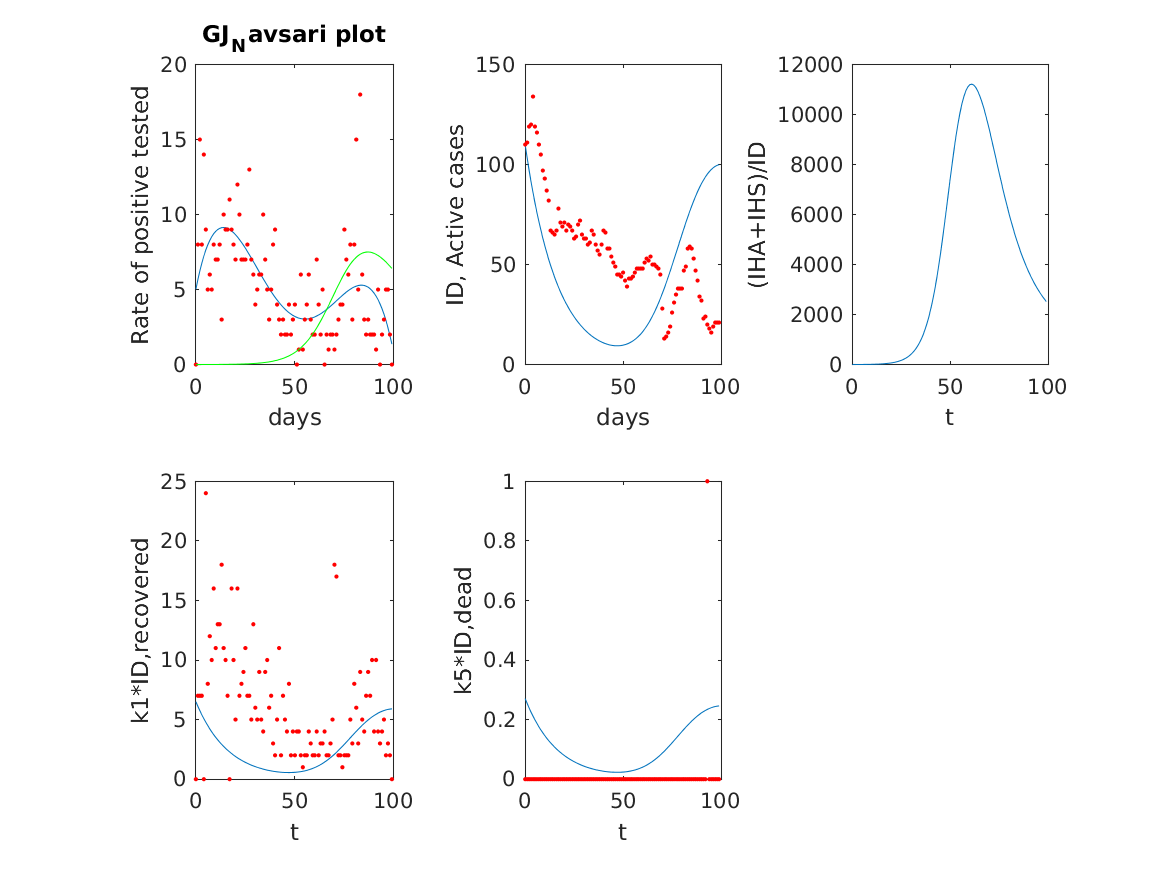 GJNavsari plot
20
15
10
5
0
0 50 100
days
Rate of positive tested
150
100
50
0
0 50 100
days
ID, Active cases
12000
10000
8000
6000
4000
2000
0
0 50 100
t
(IHA+IHS)/ID
25
20
15
10
5
0
0 50 100
t
k1*ID,recovered
1
0.8
0.6
0.4
0.2
0
0 50 100
t
k5*ID,dead